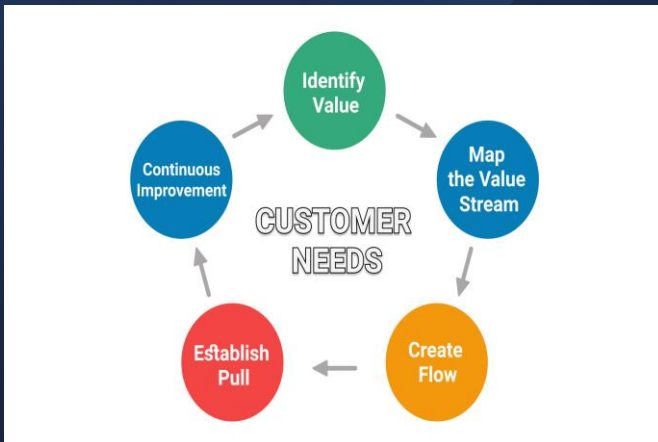 Identify
Value
Map
the Value
Stream
Create
Flow
Establish
Pull
Continuous
Improvement
CUSTOMER
NEEDS